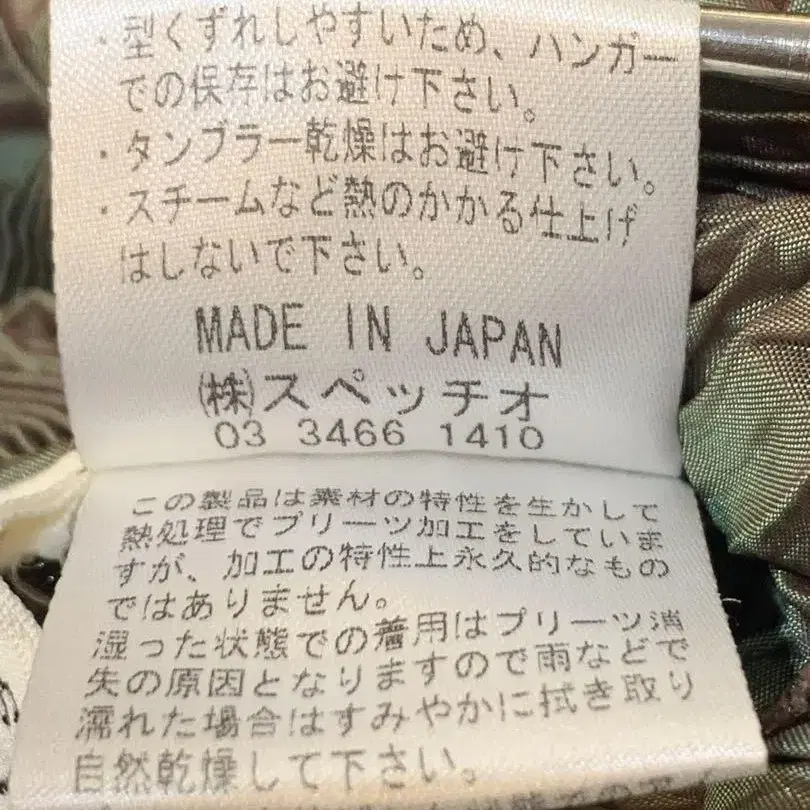 ・型くずれしやすいため、ハンガー
での保存はお避け下さい。
・タンブラー乾燥はお避け下さい。
・スチームなど熱のかかる仕上げ
はしないで下さい。
MADE IN JAPAN
㈱スペッチオ
03 3466 1410
この製品は素材の特性を生かして
熱処理でプリーツ加工をしていま
すが、加工の特性上永久的なもの
ではありません。
湿った状態での着用はプリーツ消
失の原因となりますので雨などで
濡れた場合はすみやかに拭き取り
自然乾燥して下さい。